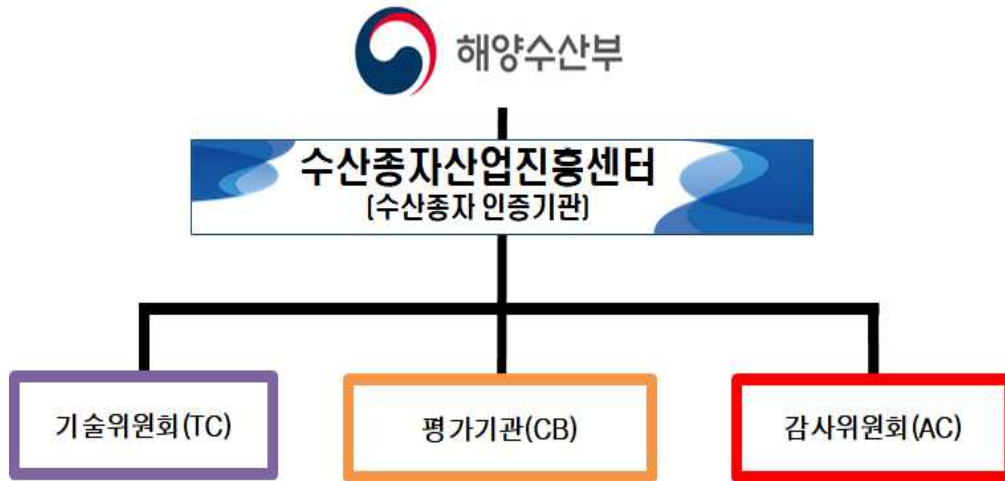 해양수산부
수산종자산업진흥센터
(수산종자 인증기관)
기술위원회(TC)
평가기관(CB)
감사위원회(AC)